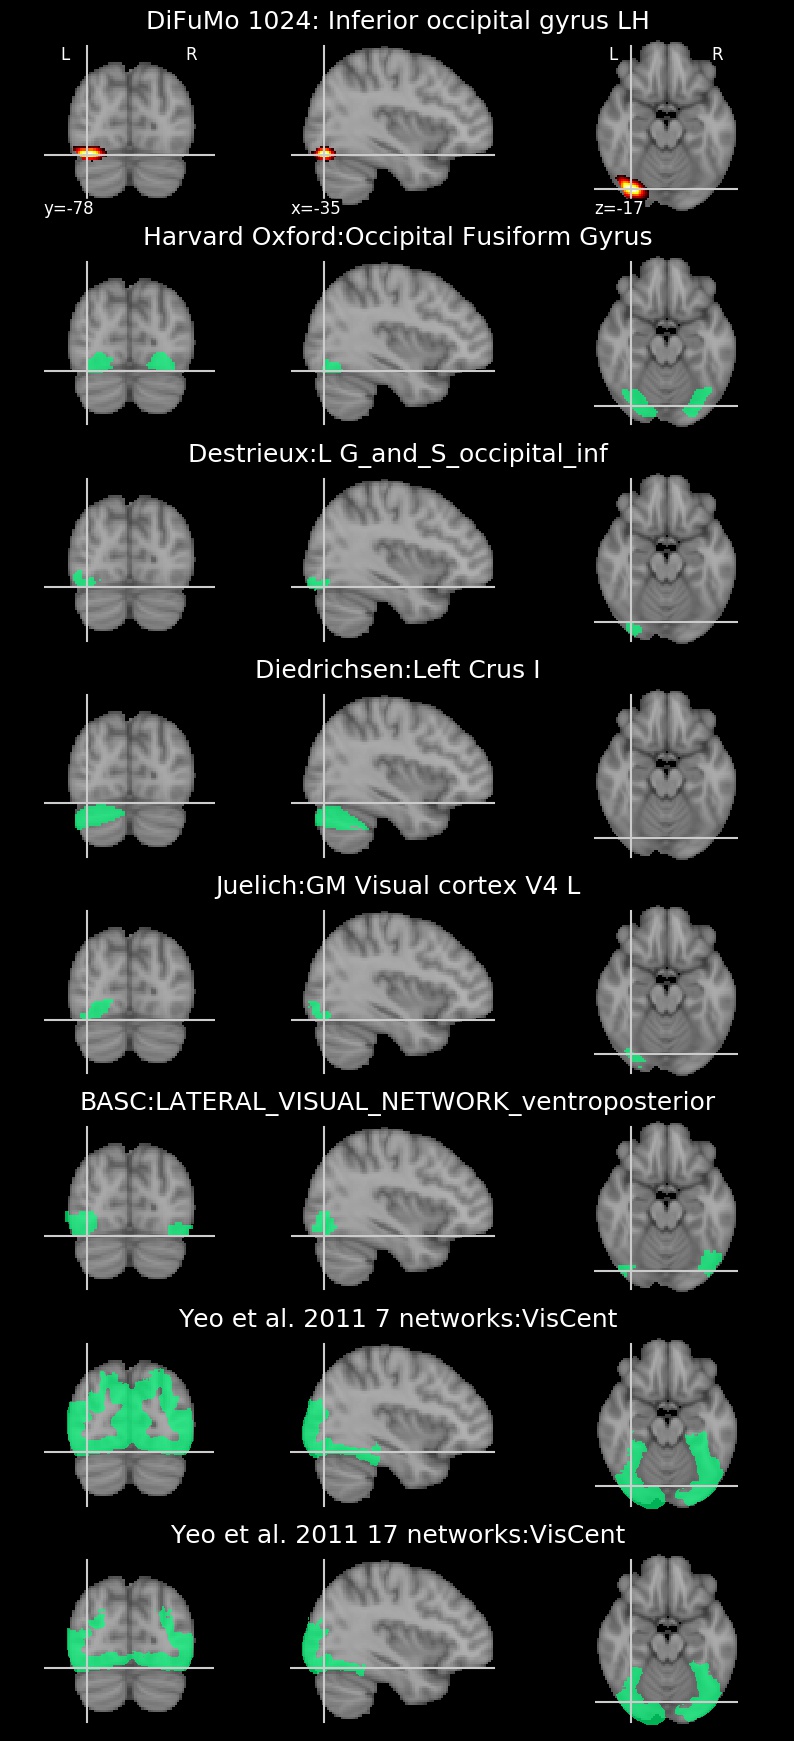 DiFuMo 1024: Inferior occipital gyrus LH
L R L R
y=-78 x=-35 z=-17
Harvard Oxford:Occipital Fusiform Gyrus
Destrieux:L G_and_S_occipital_inf
Diedrichsen:Left Crus I
Juelich:GM Visual cortex V4 L
BASC:LATERAL_VISUAL_NETWORK_ventroposterior
Yeo et al. 2011 7 networks:VisCent
Yeo et al. 2011 17 networks:VisCent